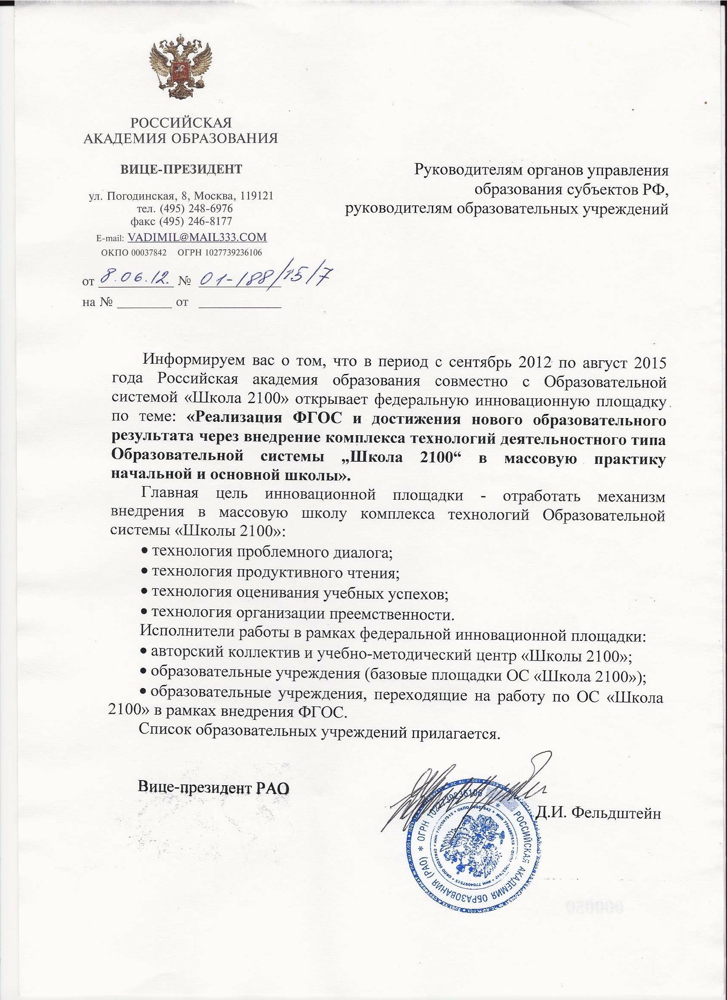 РОССИЙСКАЯ
АКАДЕМИЯ ОБРАЗОВАНИЯ
ВИЦЕ-ПРЕЗИДЕНТ
ул. Погодинская, 8, Москва, 119121
тел. (495) 248-6976
факс (495) 246-8177
E-mail: VADIMIL@MAIL333.COM
ОКПО 00037842 ОГРН 1027739236106
от 8.06.12. № 01-188/15/7
на № ________ от ____________
Руководителям органов управления
образования субъектов РФ,
руководителям образовательных учреждений
Информируем вас о том, что в период с сентябрь 2012 по август 2015
года Российская академия образования совместно с Образовательной
системой «Школа 2100» открывает федеральную инновационную площадку
по теме: «Реализация ФГОС и достижения нового образовательного
результата через внедрение комплекса технологий деятельностного типа
Образовательной системы „Школа 2100“ в массовую практику
начальной и основной школы».
Главная цель инновационной площадки - отработать механизм
внедрения в массовую школу комплекса технологий Образовательной
системы «Школы 2100»:
• технология проблемного диалога;
• технология продуктивного чтения;
• технология оценивания учебных успехов;
• технология организации преемственности.
Исполнители работы в рамках федеральной инновационной площадки:
• авторский коллектив и учебно-методический центр «Школы 2100»;
• образовательные учреждения (базовые площадки ОС «Школа 2100»);
• образовательные учреждения, переходящие на работу по ОС «Школа
2100» в рамках внедрения ФГОС.
Список образовательных учреждений прилагается.
Вице-президент РАО
Д.И. Фельдштейн
* РОССИЙСКАЯ АКАДЕМИЯ ОБРАЗОВАНИЯ (РАО) * ОГРН 1027739236106
* ОКПО 00037842 * ИНН 7704097513